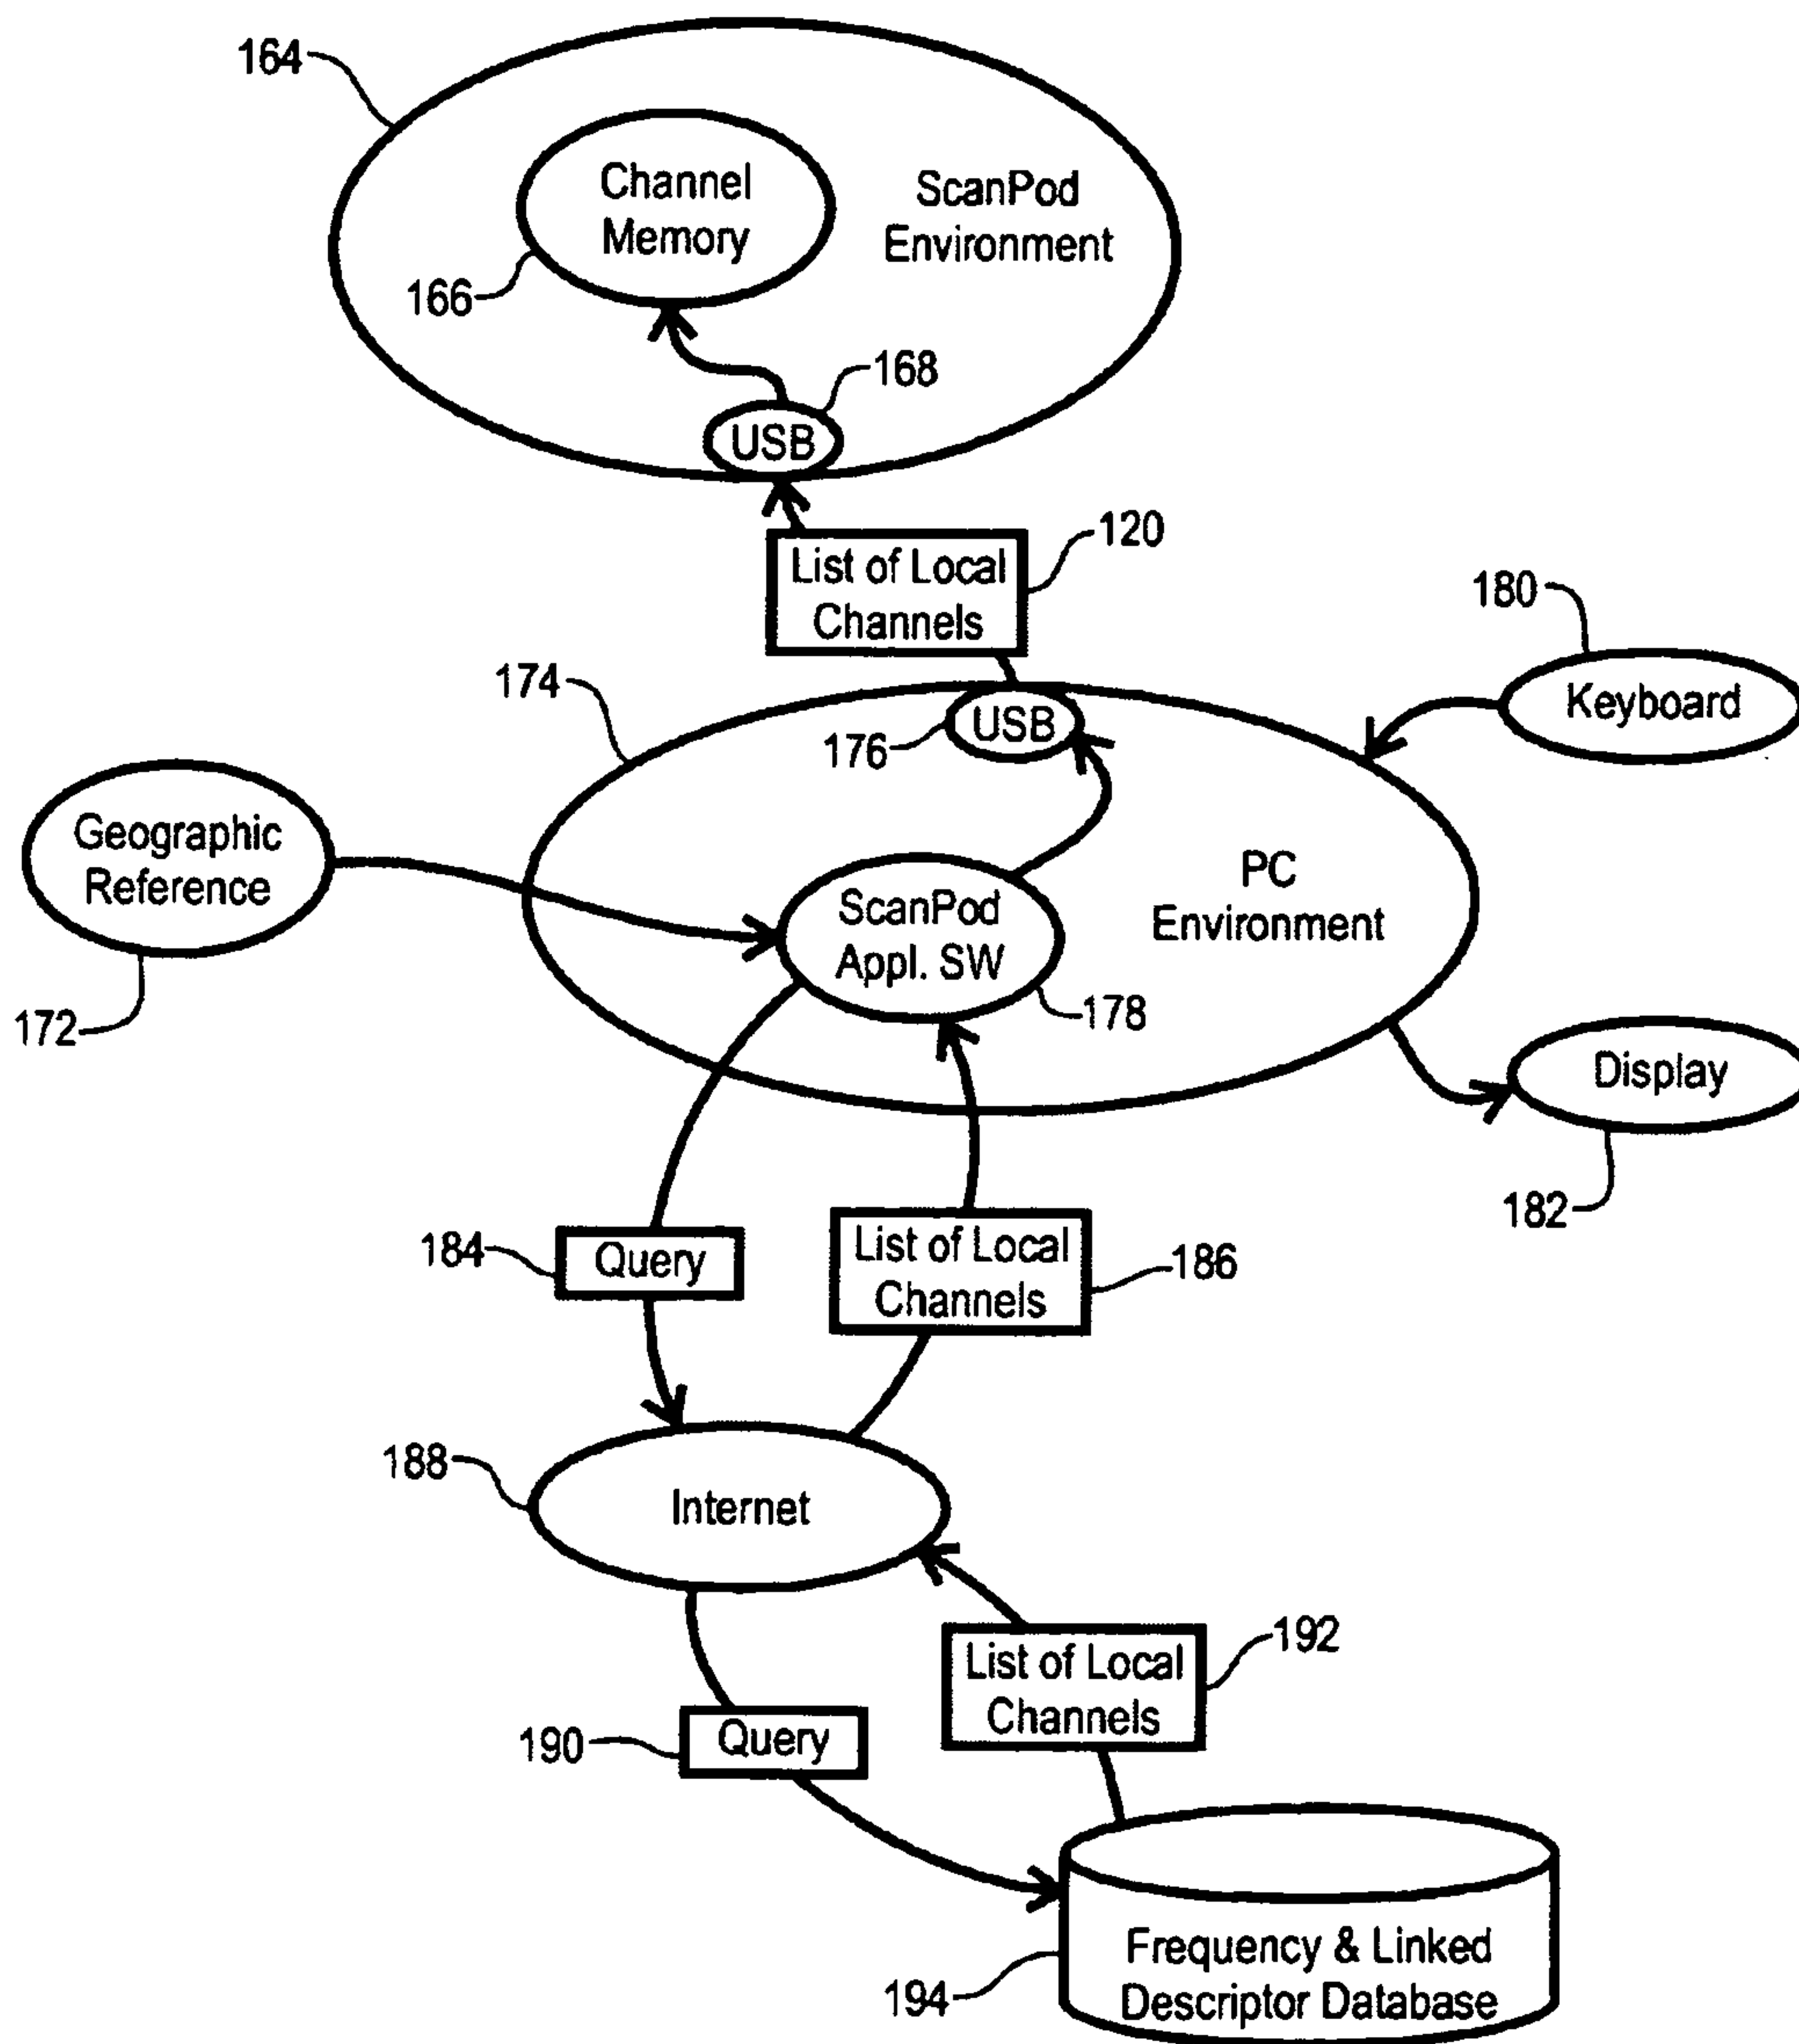 164
Channel
Memory
ScanPod
Environment
166
168
USB
List of Local
Channels
120
180
Keyboard
174
USB
176
Geographic
Reference
172
ScanPod
Appl. SW
178
PC
Environment
Display
182
184
Query
List of Local
Channels
186
188
Internet
192
List of Local
Channels
190
Query
Frequency & Linked
Descriptor Database
194